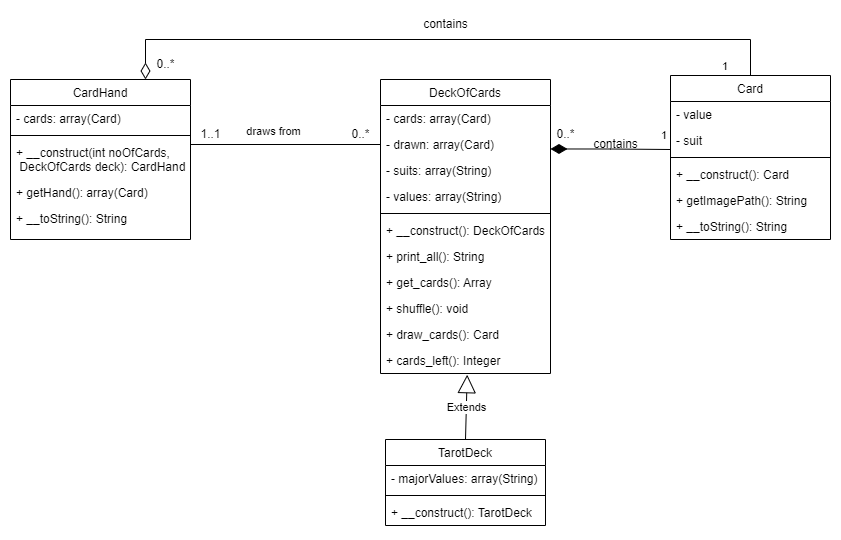 contains
0..*
1
CardHand
- cards: array(Card)
+ __construct(int noOfCards,
DeckOfCards deck): CardHand
+ getHand(): array(Card)
+ __toString(): String
1..1
draws from
0..*
DeckOfCards
- cards: array(Card)
- drawn: array(Card)
- suits: array(String)
- values: array(String)
+ __construct(): DeckOfCards
+ print_all(): String
+ get_cards(): Array
+ shuffle(): void
+ draw_cards(): Card
+ cards_left(): Integer
0..*
contains
1
Card
- value
- suit
+ __construct(): Card
+ getImagePath(): String
+ __toString(): String
Extends
TarotDeck
- majorValues: array(String)
+ __construct(): TarotDeck